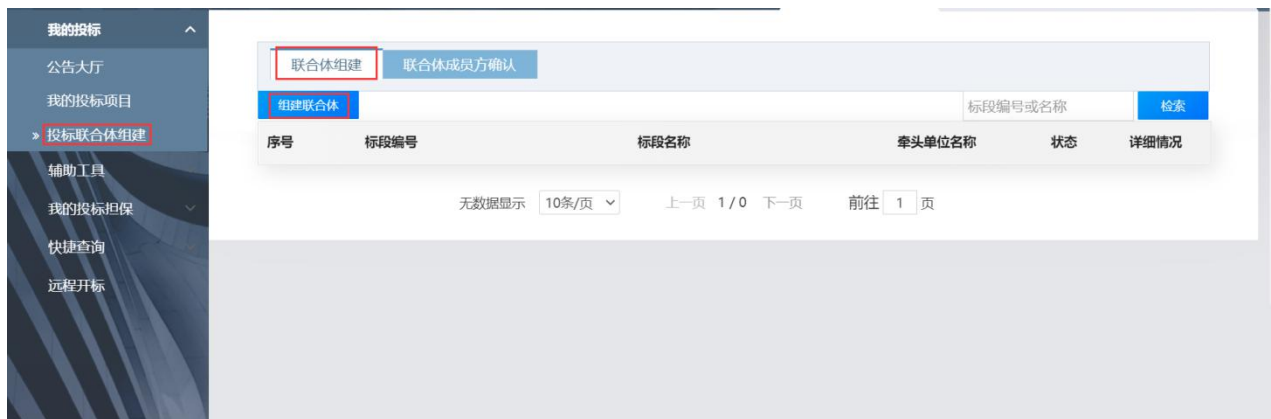 我的投标
公告大厅
我的投标项目
» 投标联合体组建
辅助工具
我的投标担保
快捷查询
远程开标
联合体组建 联合体成员方确认
组建联合体 标段编号或名称 检索
序号 标段编号 标段名称 牵头单位名称 状态 详细情况
无数据显示 10条/页 上一页 1 / 0 下一页 前往 1 页